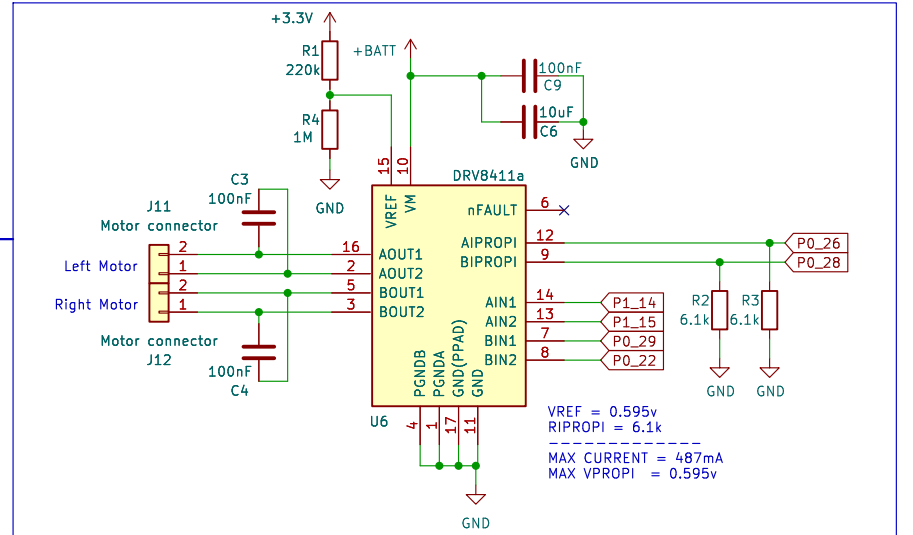 +3.3V
R1
220k
+BATT
100nF
C9
R4
1M
10uF
C6
GND
GND
15
10
DRV8411a
C3
100nF
VREF
VM
nFAULT
6
J11
Motor connector
AIPROPI
12
P0_26
BIPROPI
9
P0_28
2
16
AOUT1
Left Motor
1
2
AOUT2
2
5
BOUT1
Right Motor
1
3
BOUT2
AIN1
14
P1_14
AIN2
13
P1_15
BIN1
7
P0_29
BIN2
8
P0_22
R2
6.1k
R3
6.1k
Motor connector
J12
100nF
C4
PGNDB
PGNDA
GND(PPAD)
GND
GND
GND
U6
4
1
17
11
VREF = 0.595v
RIPROPI = 6.1k
--------------
MAX CURRENT = 487mA
MAX VPROPI = 0.595v
GND